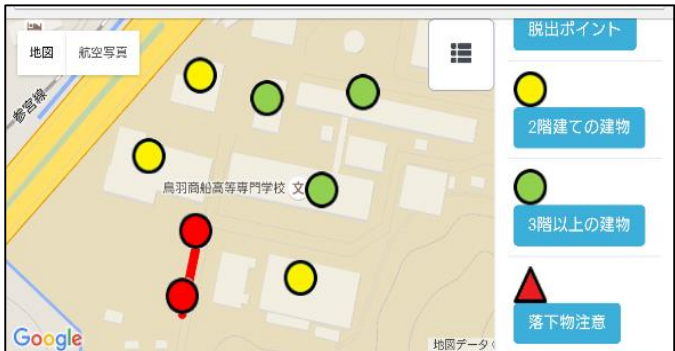 地図 航空写真
参宮線
鳥羽商船高等専門学校 文
Google
地図データ
脱出ポイント
2階建ての建物
3階以上の建物
落下物注意